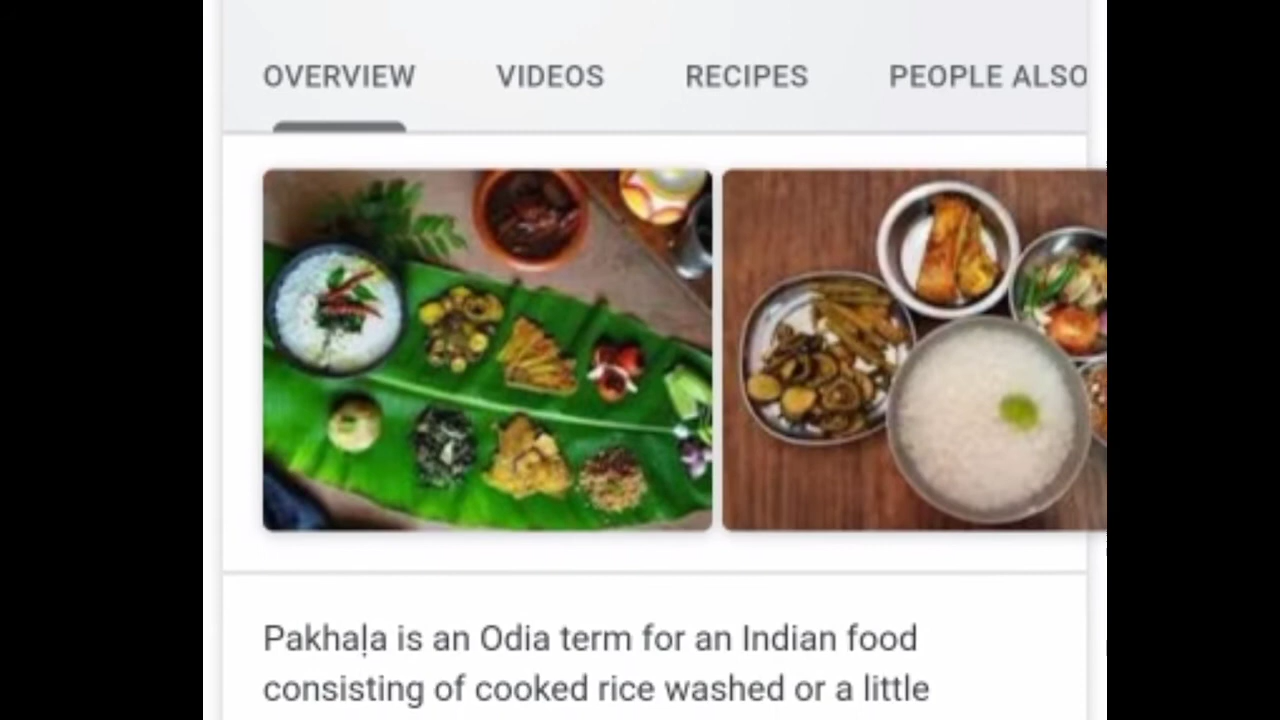 OVERVIEW VIDEOS RECIPES PEOPLE ALSO
Pakhaḷa is an Odia term for an Indian food
consisting of cooked rice washed or a little